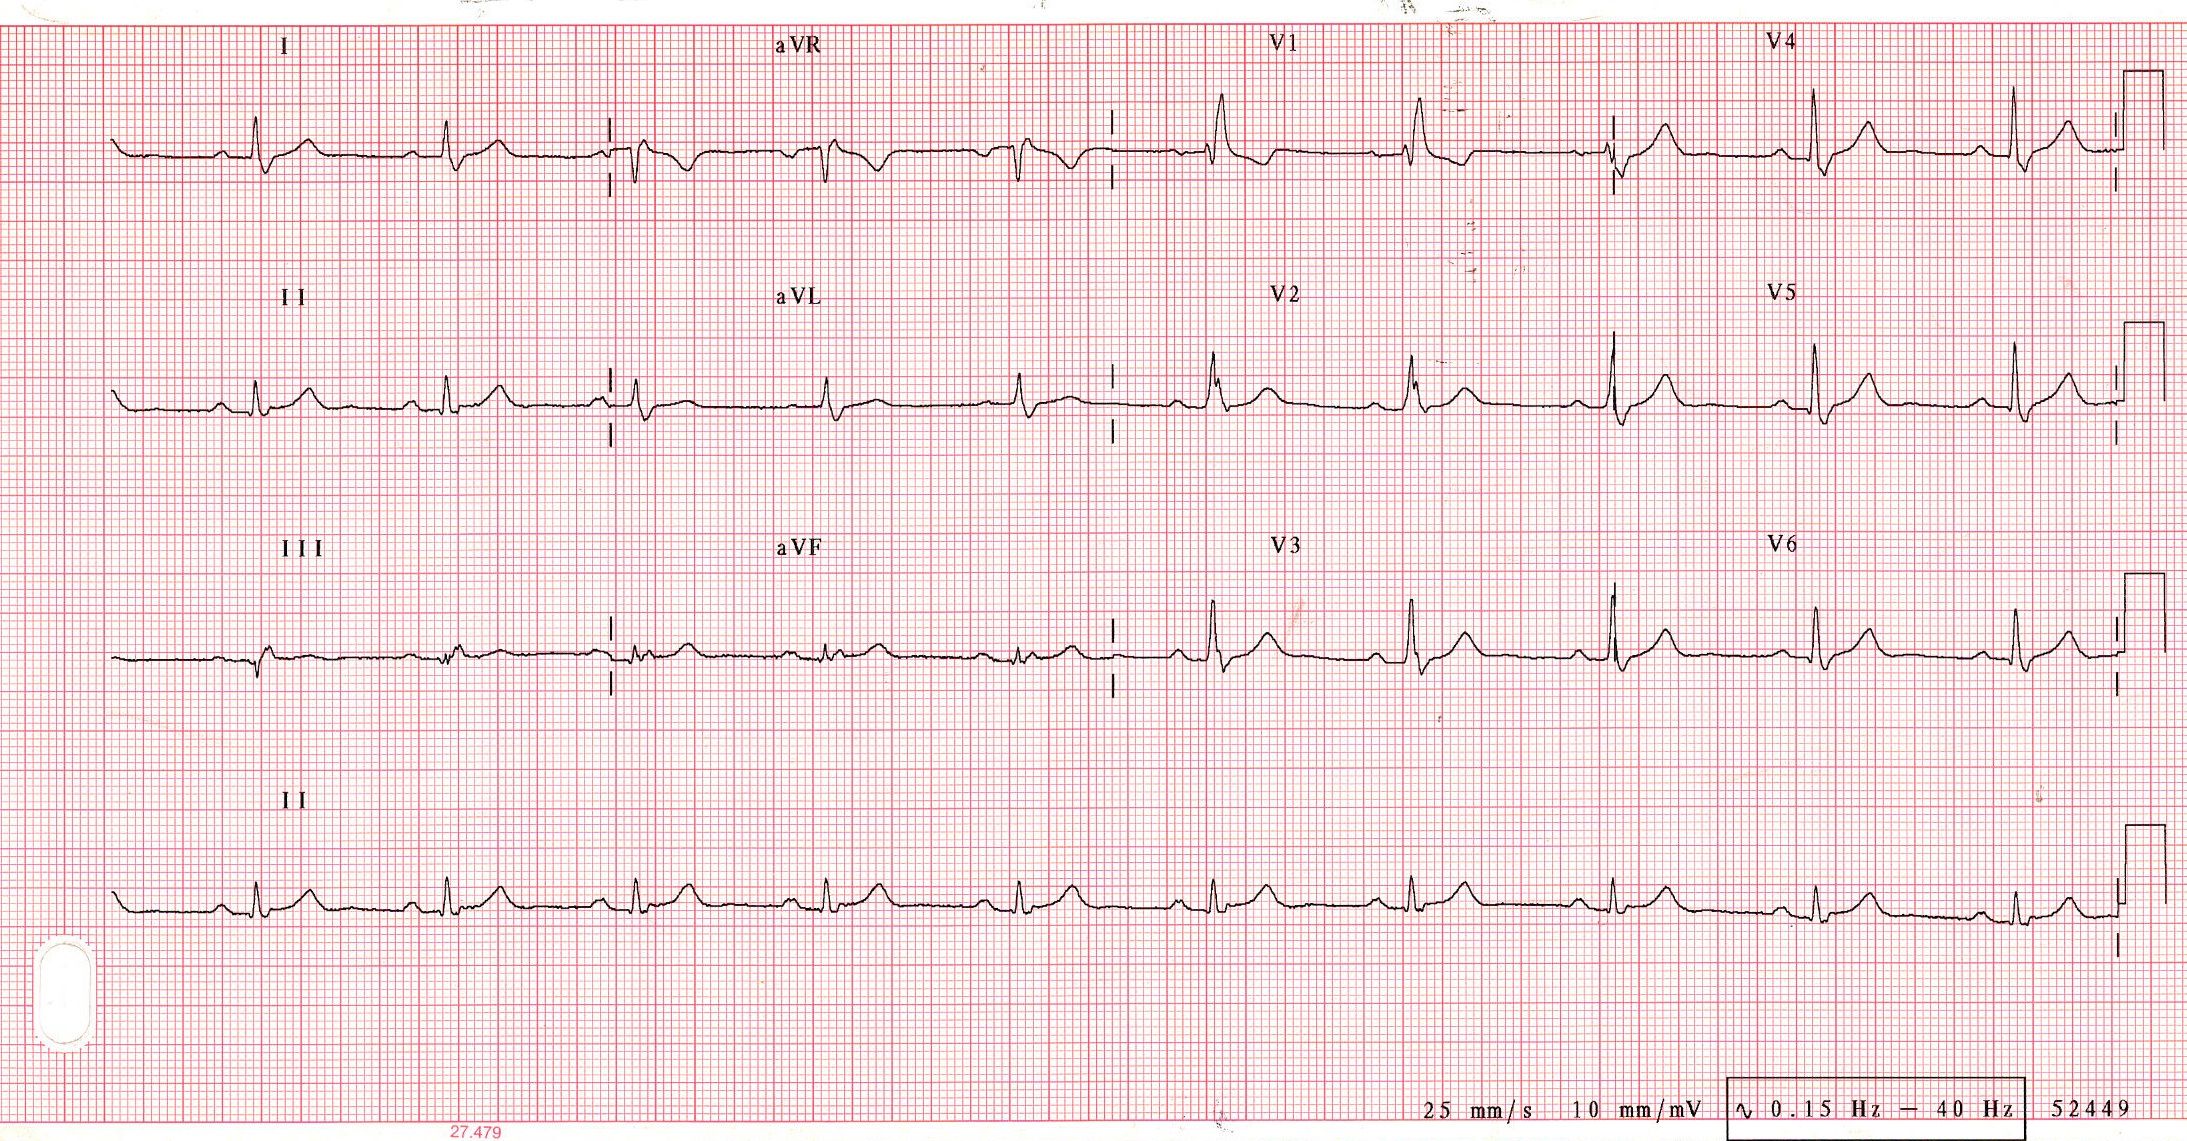 I aVR V1 V4
II aVL V2 V5
III aVF V3 V6
II
25 mm/s 10 mm/mV ∿ 0.15 Hz – 40 Hz 52449
27.479